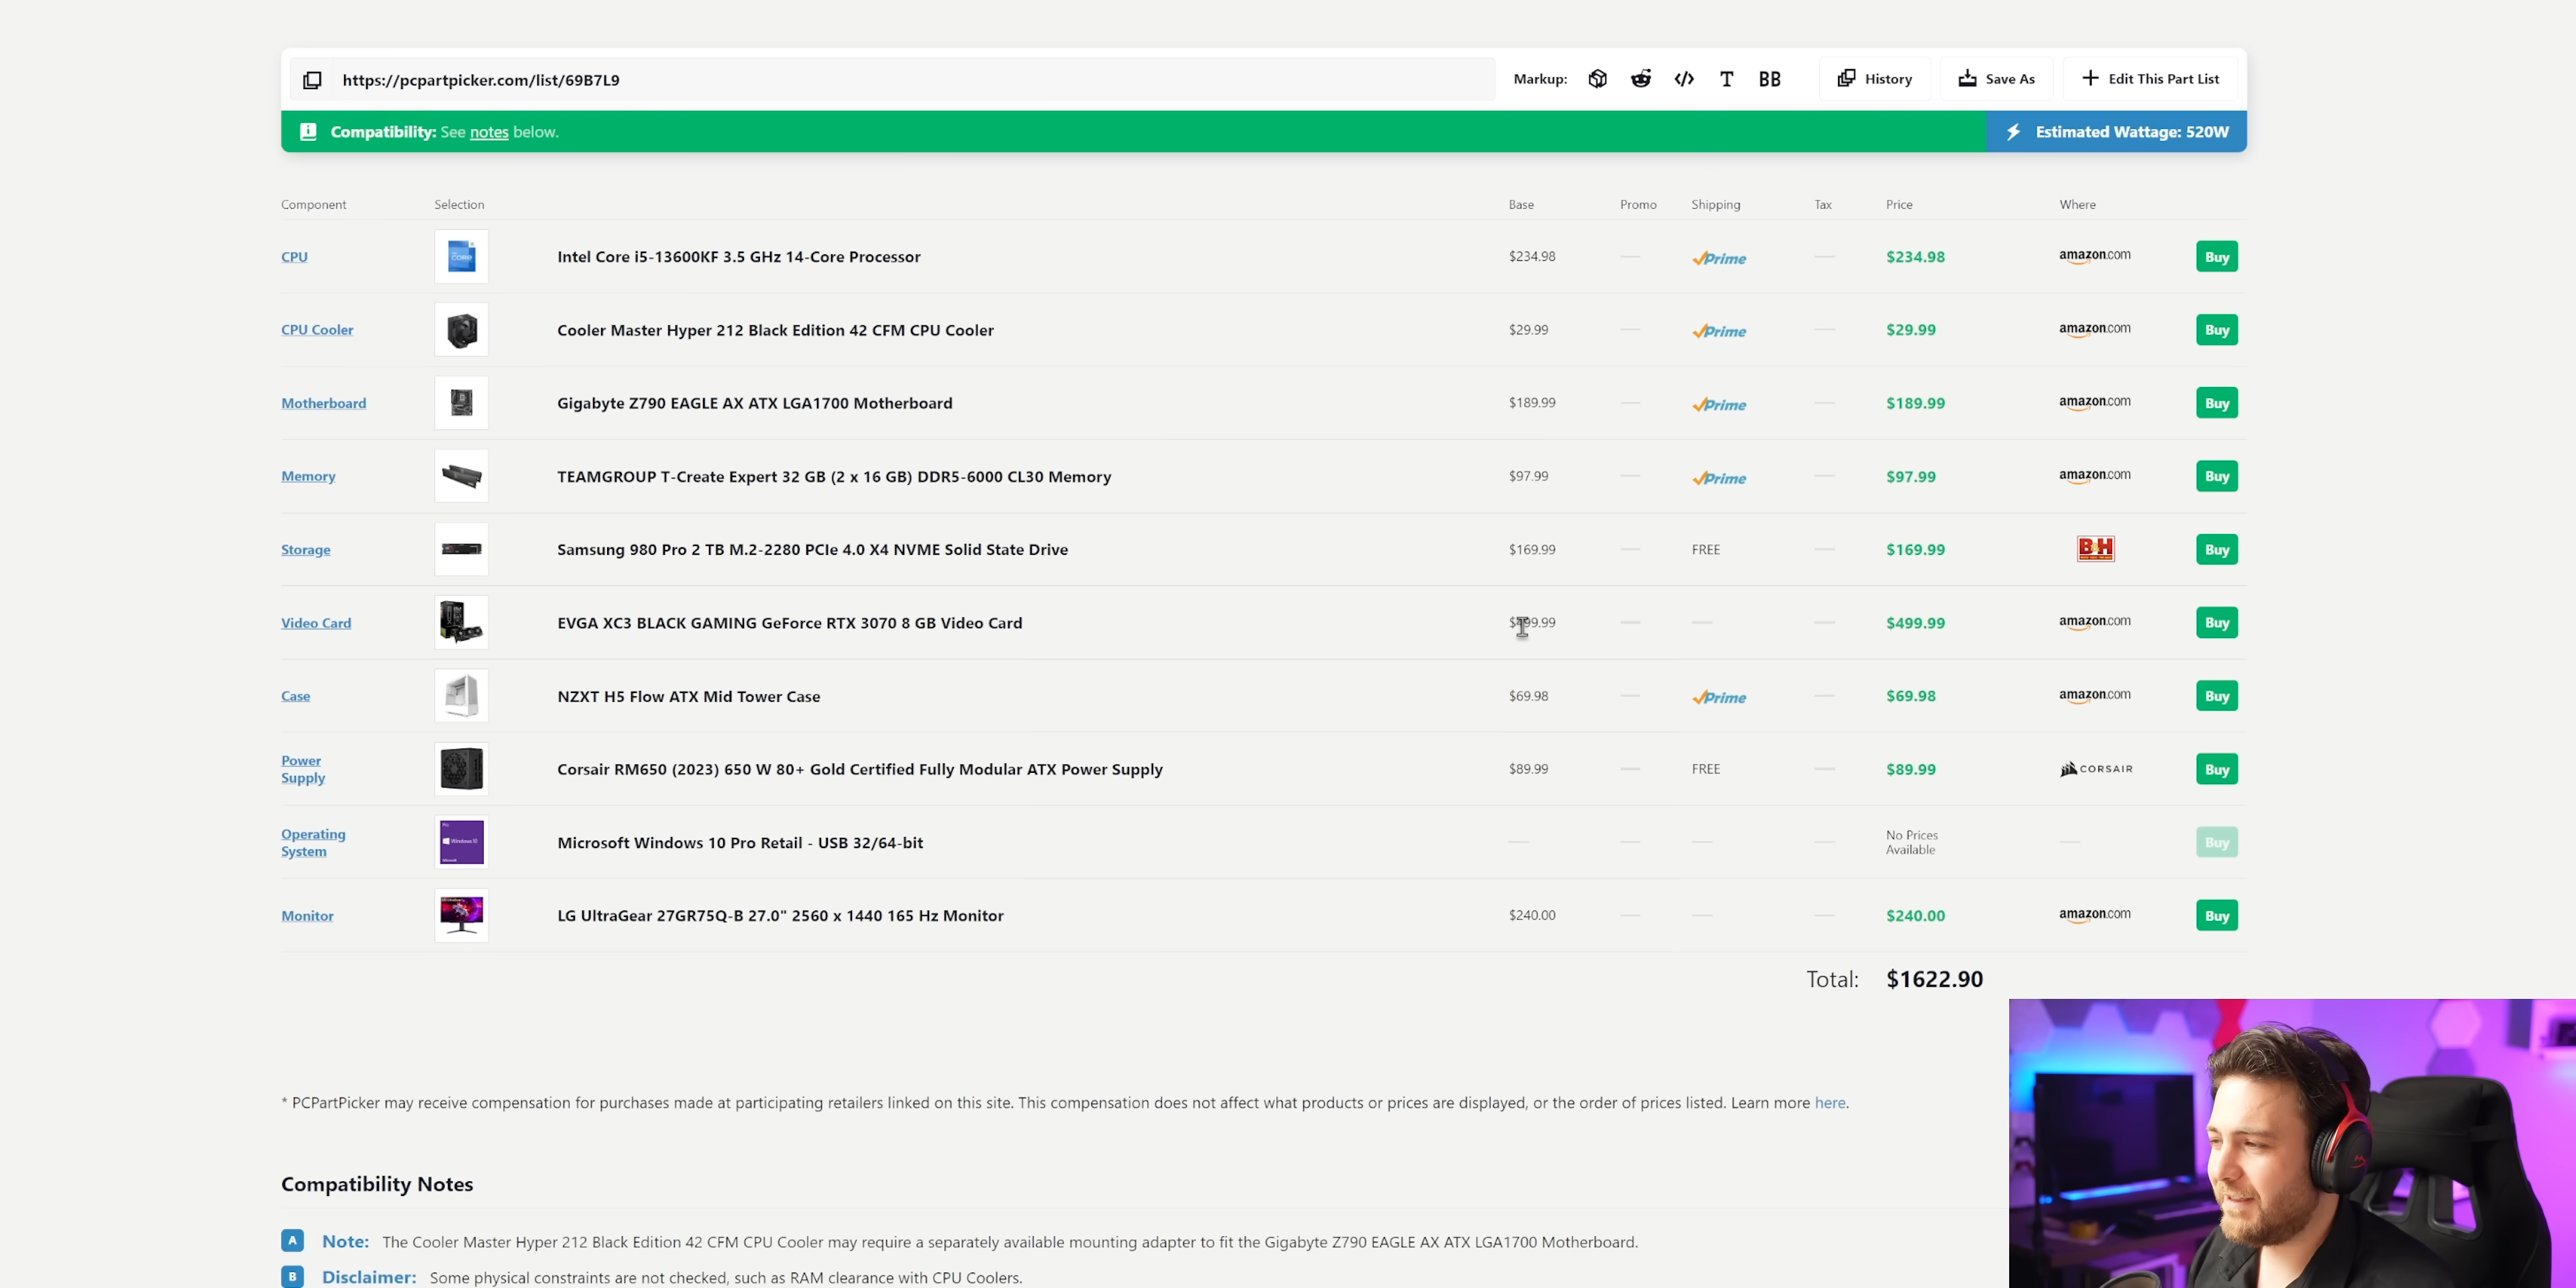 https://pcpartpicker.com/list/69B7L9 Markup: T BB History Save As Edit This Part List
Compatibility: See notes below. Estimated Wattage: 520W
Component Selection Base Promo Shipping Tax Price Where
CPU Intel Core i5-13600KF 3.5 GHz 14-Core Processor $234.98 — Prime — $234.98 amazon.com Buy
CPU Cooler Cooler Master Hyper 212 Black Edition 42 CFM CPU Cooler $29.99 — Prime — $29.99 amazon.com Buy
Motherboard Gigabyte Z790 EAGLE AX ATX LGA1700 Motherboard $189.99 — Prime — $189.99 amazon.com Buy
Memory TEAMGROUP T-Create Expert 32 GB (2 x 16 GB) DDR5-6000 CL30 Memory $97.99 — Prime — $97.99 amazon.com Buy
Storage Samsung 980 Pro 2 TB M.2-2280 PCIe 4.0 X4 NVME Solid State Drive $169.99 — FREE — $169.99 B&H Buy
Video Card EVGA XC3 BLACK GAMING GeForce RTX 3070 8 GB Video Card — — — $499.99 amazon.com Buy
Case NZXT H5 Flow ATX Mid Tower Case $69.98 — Prime — $69.98 amazon.com Buy
Power Supply Corsair RM650 (2023) 650 W 80+ Gold Certified Fully Modular ATX Power Supply $89.99 — FREE — $89.99 CORSAIR Buy
Operating System Microsoft Windows 10 Pro Retail - USB 32/64-bit — — — — No Prices Available — Buy
Monitor LG UltraGear 27GR75Q-B 27.0" 2560 x 1440 165 Hz Monitor $240.00 — — — $240.00 amazon.com Buy
Total: $1622.90
* PCPartPicker may receive compensation for purchases made at participating retailers linked on this site. This compensation does not affect what products or prices are displayed, or the order of prices listed. Learn more here.
Compatibility Notes
A Note: The Cooler Master Hyper 212 Black Edition 42 CFM CPU Cooler may require a separately available mounting adapter to fit the Gigabyte Z790 EAGLE AX ATX LGA1700 Motherboard.
B Disclaimer: Some physical constraints are not checked, such as RAM clearance with CPU Coolers.